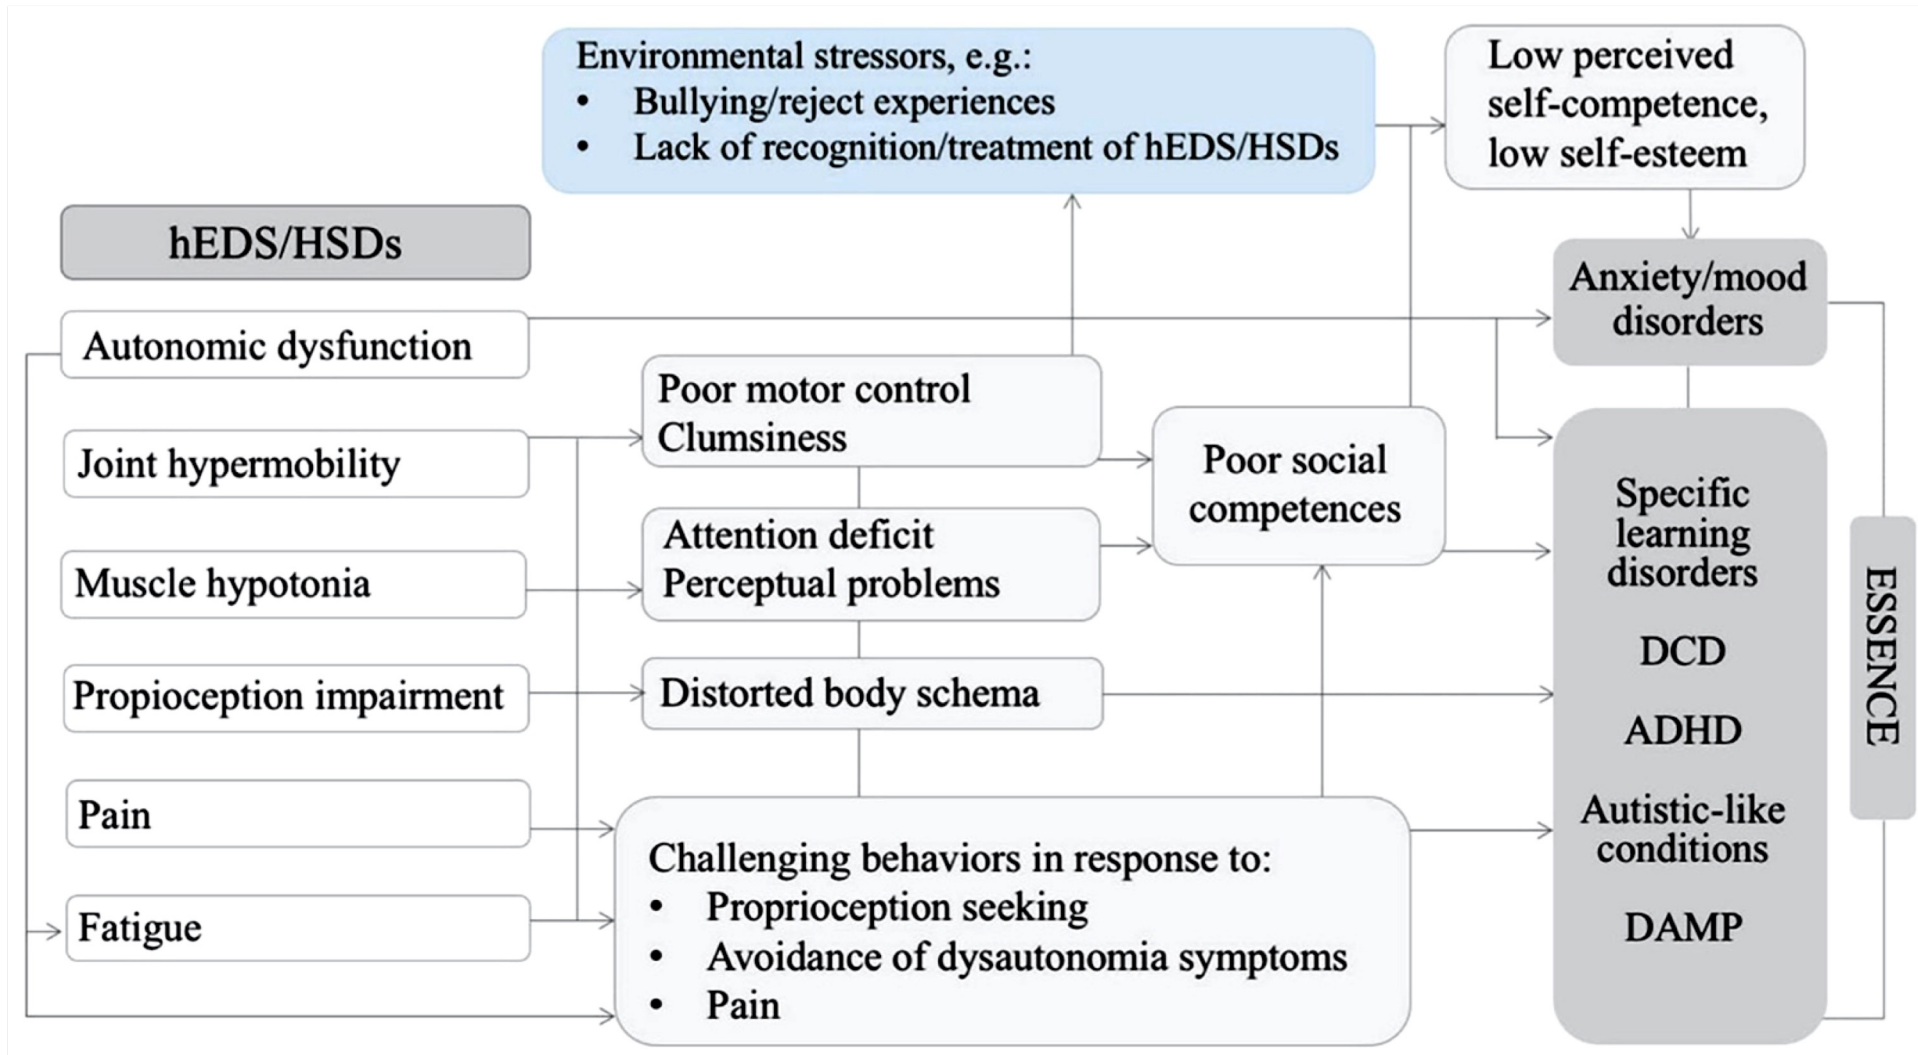 Environmental stressors, e.g.:
• Bullying/reject experiences
• Lack of recognition/treatment of hEDS/HSDs
Low perceived
self-competence,
low self-esteem
hEDS/HSDs
Autonomic dysfunction
Joint hypermobility
Muscle hypotonia
Propioception impairment
Pain
Fatigue
Poor motor control
Clumsiness
Attention deficit
Perceptual problems
Distorted body schema
Challenging behaviors in response to:
• Proprioception seeking
• Avoidance of dysautonomia symptoms
• Pain
Poor social
competences
Anxiety/mood
disorders
Specific
learning
disorders
DCD
ADHD
Autistic-like
conditions
DAMP
ESSENCE